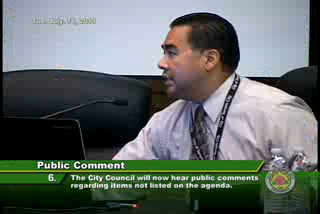 Public Comment
6. The City Council will now hear public comments
regarding items not listed on the agenda.